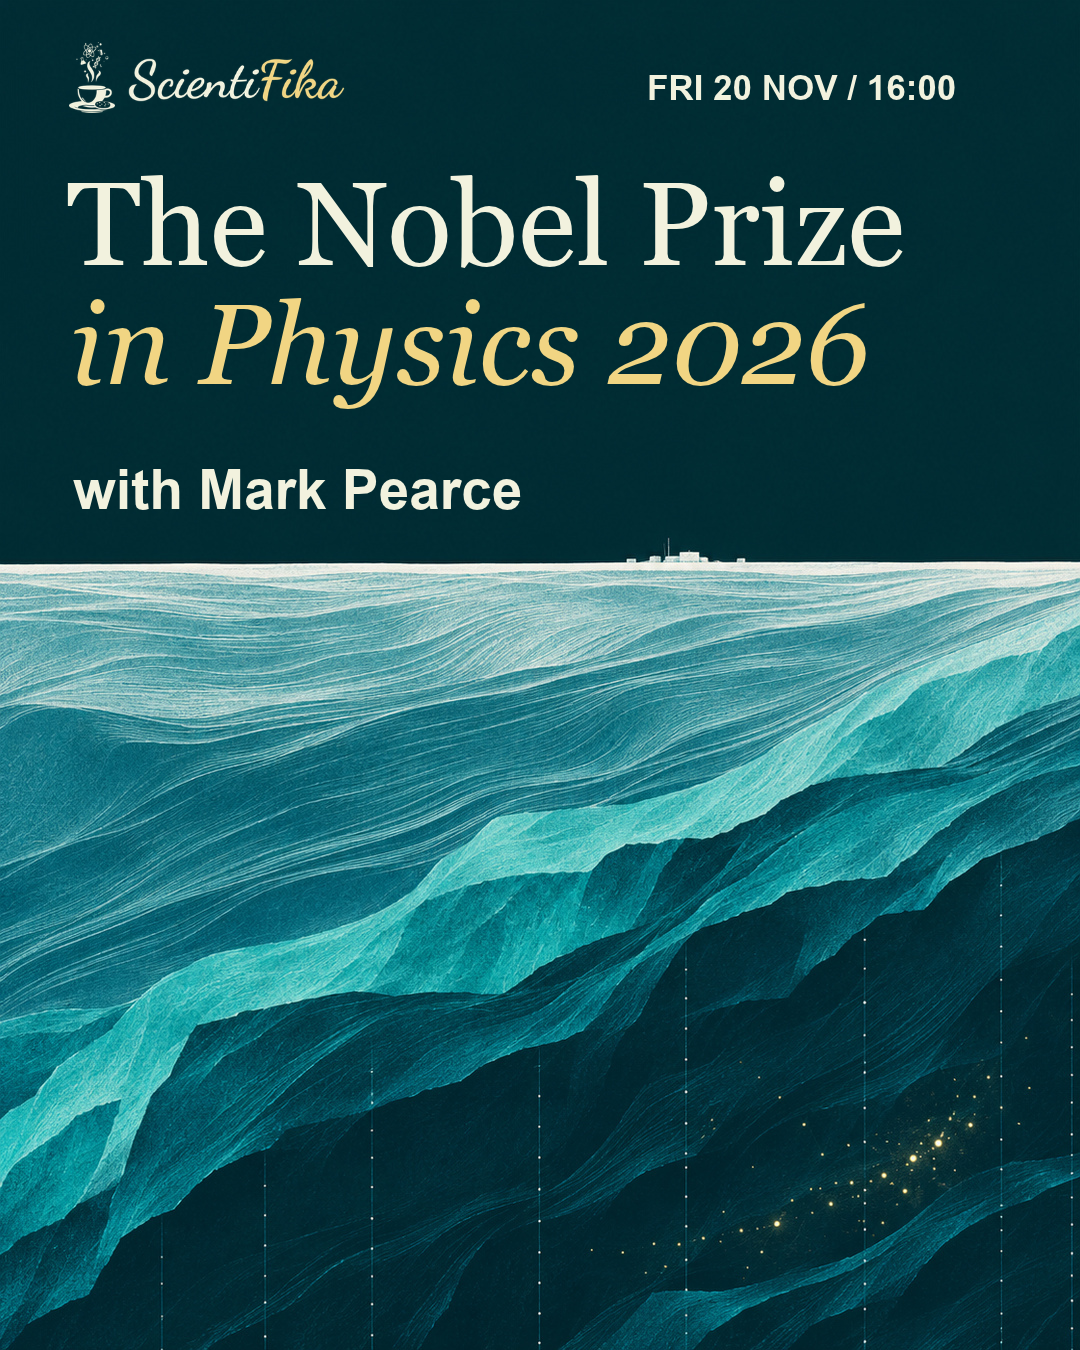 ScientiFika
FRI 20 NOV / 16:00
The Nobel Prize
in Physics 2026
with Mark Pearce